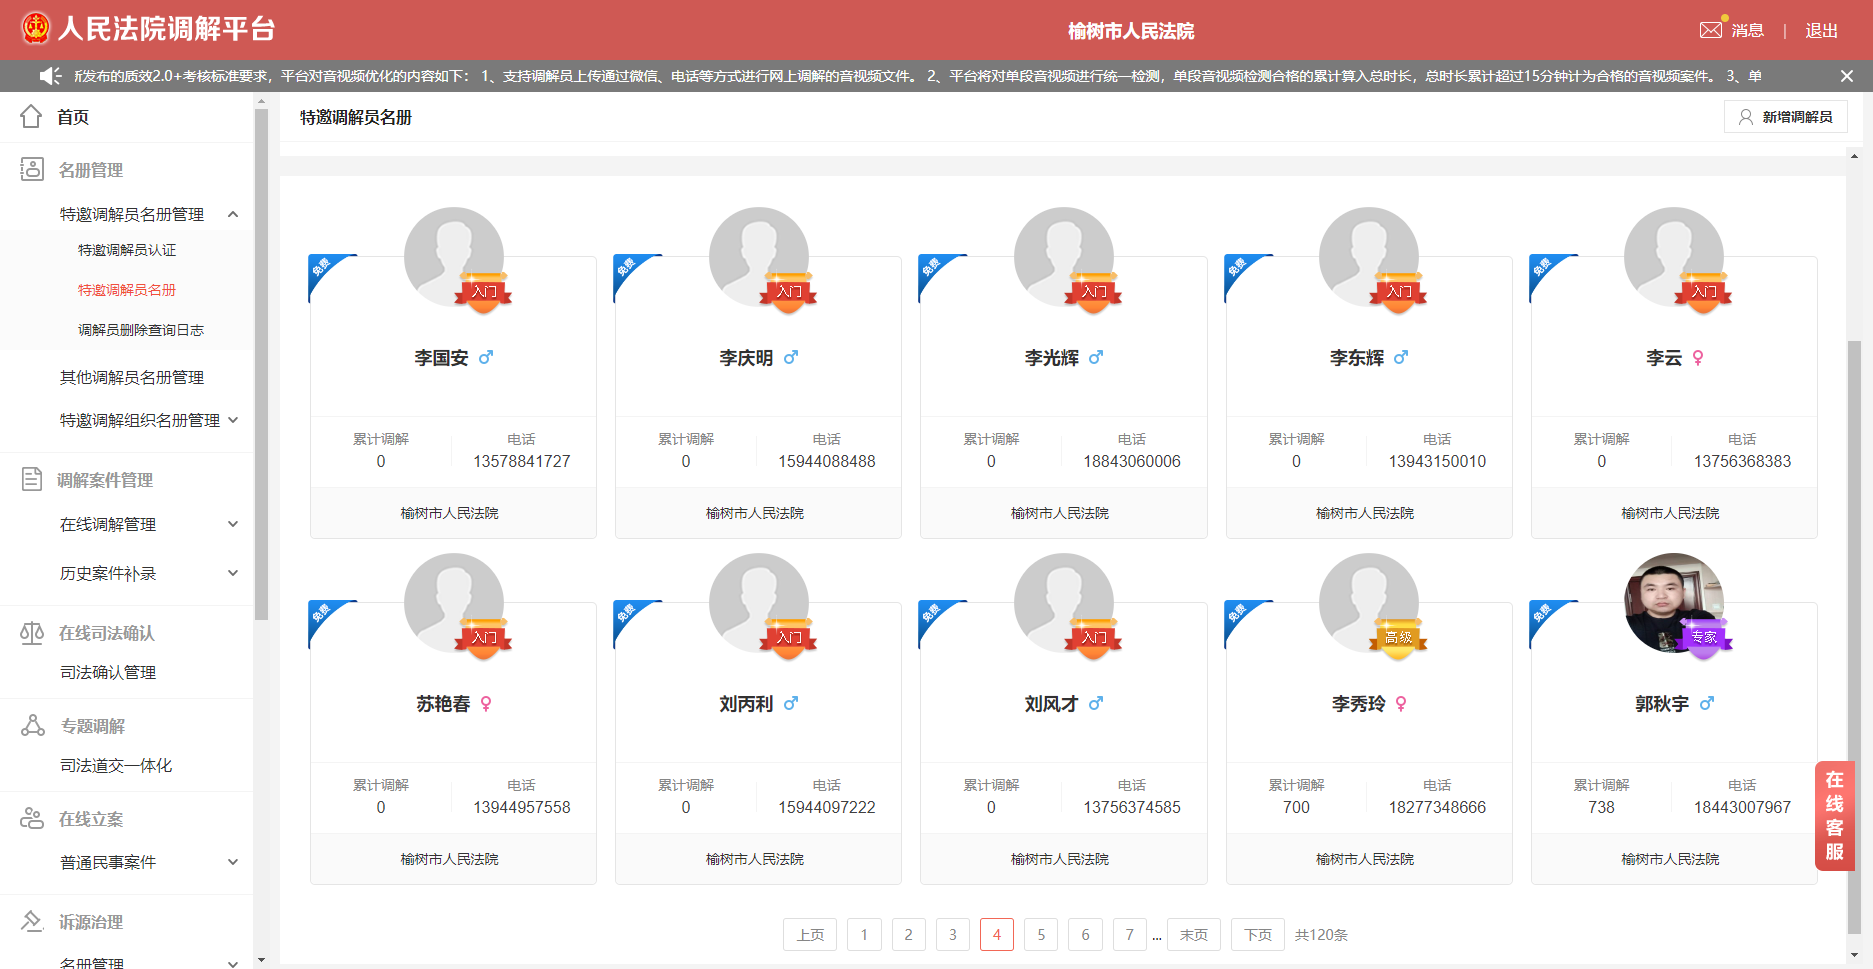 人民法院调解平台
榆树市人民法院
消息 | 退出
所发布的质效2.0+考核标准要求，平台对音视频优化的内容如下： 1、支持调解员上传通过微信、电话等方式进行网上调解的音视频文件。 2、平台将对单段音视频进行统一检测，单段音视频检测合格的累计算入总时长，总时长累计超过15分钟计为合格的音视频案件。 3、单
首页
名册管理
特邀调解员名册管理
特邀调解员认证
特邀调解员名册
调解员删除查询日志
其他调解员名册管理
特邀调解组织名册管理
调解案件管理
在线调解管理
历史案件补录
在线司法确认
司法确认管理
专题调解
司法道交一体化
在线立案
普通民事案件
诉源治理
名册管理
特邀调解员名册
新增调解员
免费 免费 免费 免费 免费
入门 入门 入门 入门 入门
李国安 李庆明 李光辉 李东辉 李云
累计调解 电话 累计调解 电话 累计调解 电话 累计调解 电话 累计调解 电话
0 13578841727 0 15944088488 0 18843060006 0 13943150010 0 13756368383
榆树市人民法院 榆树市人民法院 榆树市人民法院 榆树市人民法院 榆树市人民法院
免费 免费 免费 免费 免费
入门 入门 入门 高级 专家
苏艳春 刘丙利 刘风才 李秀玲 郭秋宇
累计调解 电话 累计调解 电话 累计调解 电话 累计调解 电话 累计调解 电话
0 13944957558 0 15944097222 0 13756374585 700 18277348666 738 18443007967
榆树市人民法院 榆树市人民法院 榆树市人民法院 榆树市人民法院 榆树市人民法院
上页 1 2 3 4 5 6 7 ... 末页 下页 共120条
在线客服